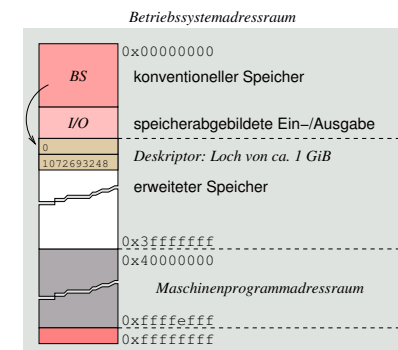 Betriebssystemadressraum
0x00000000
BS
konventioneller Speicher
I/O
speicherabgebildete Ein−/Ausgabe
0
Deskriptor: Loch von ca. 1 GiB
1072693248
erweiteter Speicher
0x3fffffff
0x40000000
Maschinenprogrammadressraum
0xffffefff
0xffffffff